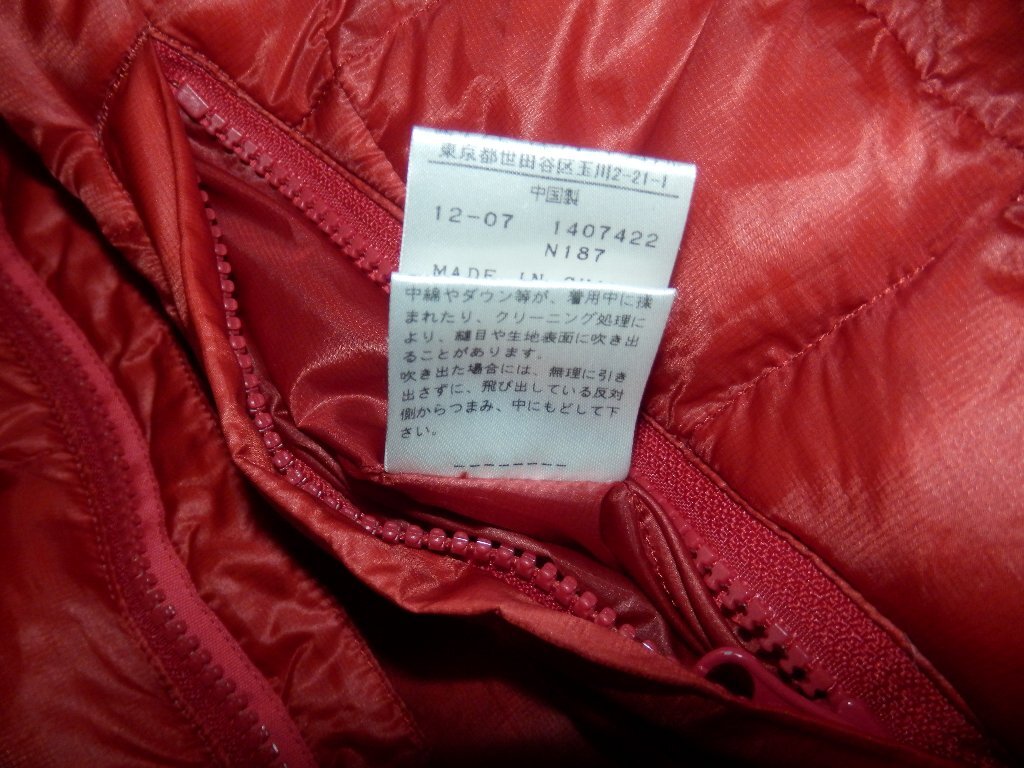 東京都世田谷区玉川2-21-1
中国製
12-07 1407422
N187
MADE IN
中綿やダウン等が、着用中に揉
まれたり、クリーニング処理に
より、縫目や生地表面に吹き出
ることがあります。
吹き出た場合には、無理に引き
出さずに、飛び出している反対
側からつまみ、中にもどして下
さい。
--------